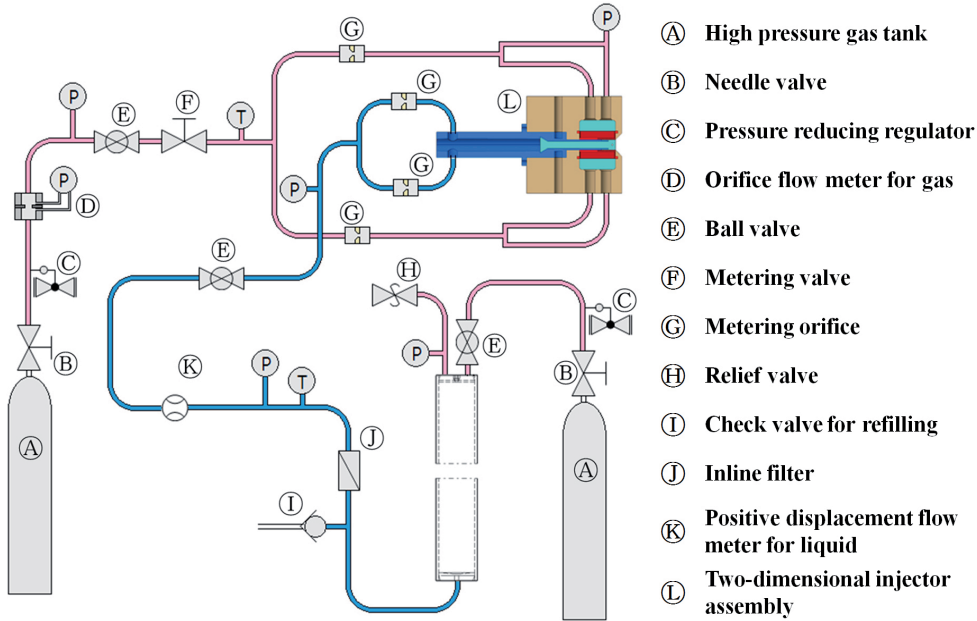 P
G
A High pressure gas tank
G
L
B Needle valve
P
E
F
T
C Pressure reducing regulator
P
D
G
D Orifice flow meter for gas
P
G
E Ball valve
E
H
F Metering valve
C
C
G Metering orifice
B
K
P
T
P
E
B
H Relief valve
J
I Check valve for refilling
A
A
J Inline filter
I
K Positive displacement flow
meter for liquid
L Two-dimensional injector
assembly